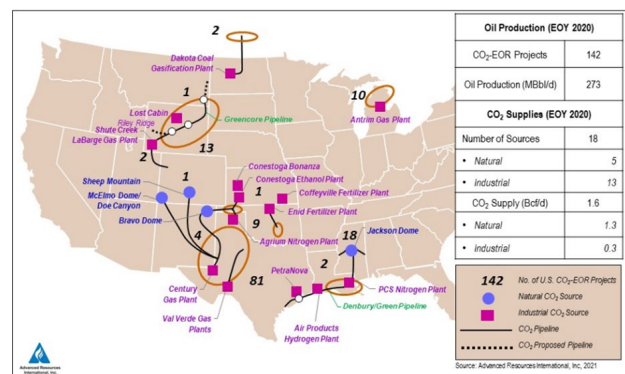 2
Dakota Coal
Gasification Plant
1
Lost Cabin
Riley Ridge
Shute Creek
LaBarge Gas Plant
Greencore Pipeline
10
Antrim Gas Plant
13
2
Sheep Mountain
1
McElmo Dome/
Doe Canyon
Bravo Dome
Conestoga Bonanza
Conestoga Ethanol Plant
1
Coffeyville Fertilizer Plant
Enid Fertilizer Plant
9
Agrium Nitrogen Plant
4
18
Jackson Dome
81
2
PetraNova
PCS Nitrogen Plant
Century
Gas Plant
Denbury/Green Pipeline
Val Verde Gas
Plants
Air Products
Hydrogen Plant
Advanced Resources
International, Inc.
Oil Production (EOY 2020)
CO₂-EOR Projects 142
Oil Production (MBbl/d) 273
CO₂ Supplies (EOY 2020)
Number of Sources 18
• Natural 5
• Industrial 13
CO₂ Supply (Bcf/d) 1.6
• Natural 1.3
• Industrial 0.3
142 No. of U.S. CO₂-EOR Projects
Natural CO₂ Source
Industrial CO₂ Source
CO₂ Pipeline
CO₂ Proposed Pipeline
Source: Advanced Resources International, Inc, 2021